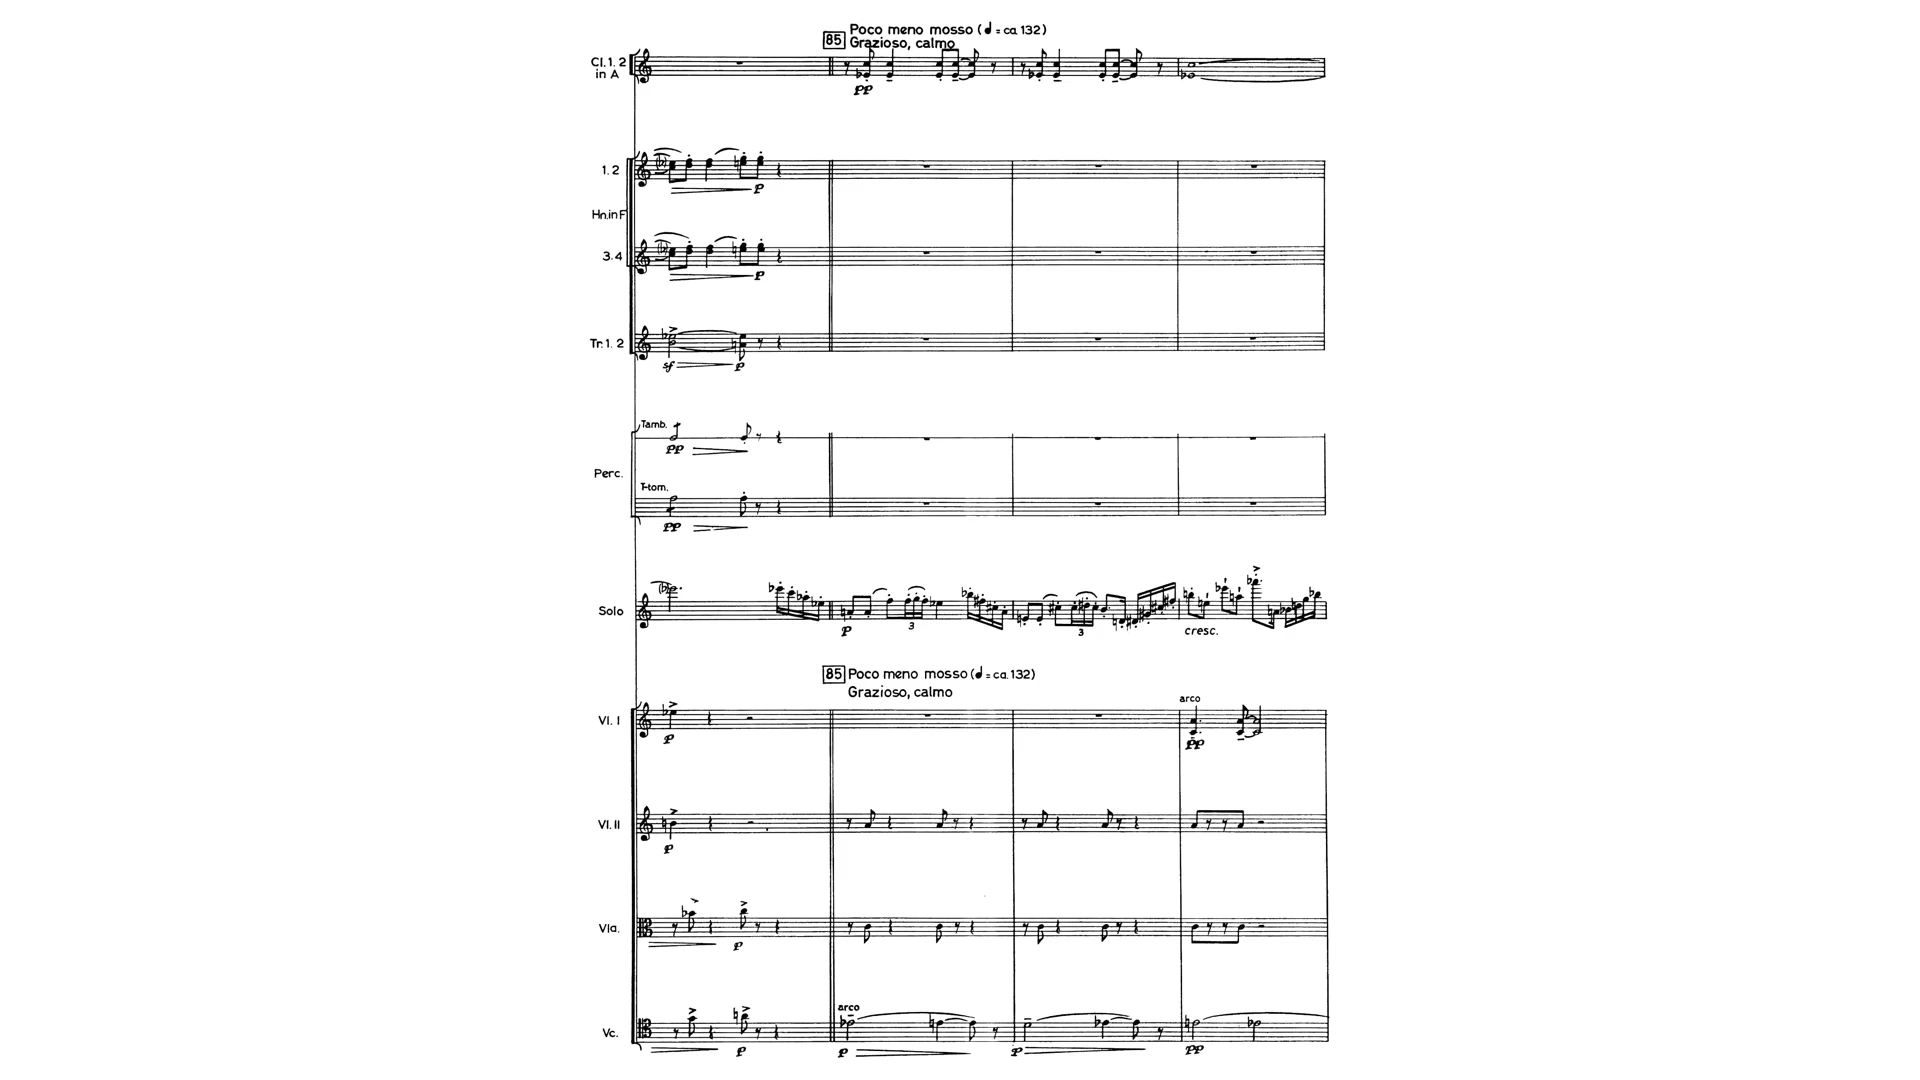 Poco meno mosso (♩ = ca 132)
85 Grazioso, calmo
Cl. 1. 2
in A
pp
1. 2
p
Hn. in F
3. 4
p
Tr. 1. 2
sf p
Tamb.
pp
Perc.
T-tom.
pp
Solo
p 3 3 cresc.
85 Poco meno mosso (♩ = ca. 132)
Grazioso, calmo
arco
Vl. I
p pp
Vl. II
p
Vla.
p
arco
Vc.
p p p pp